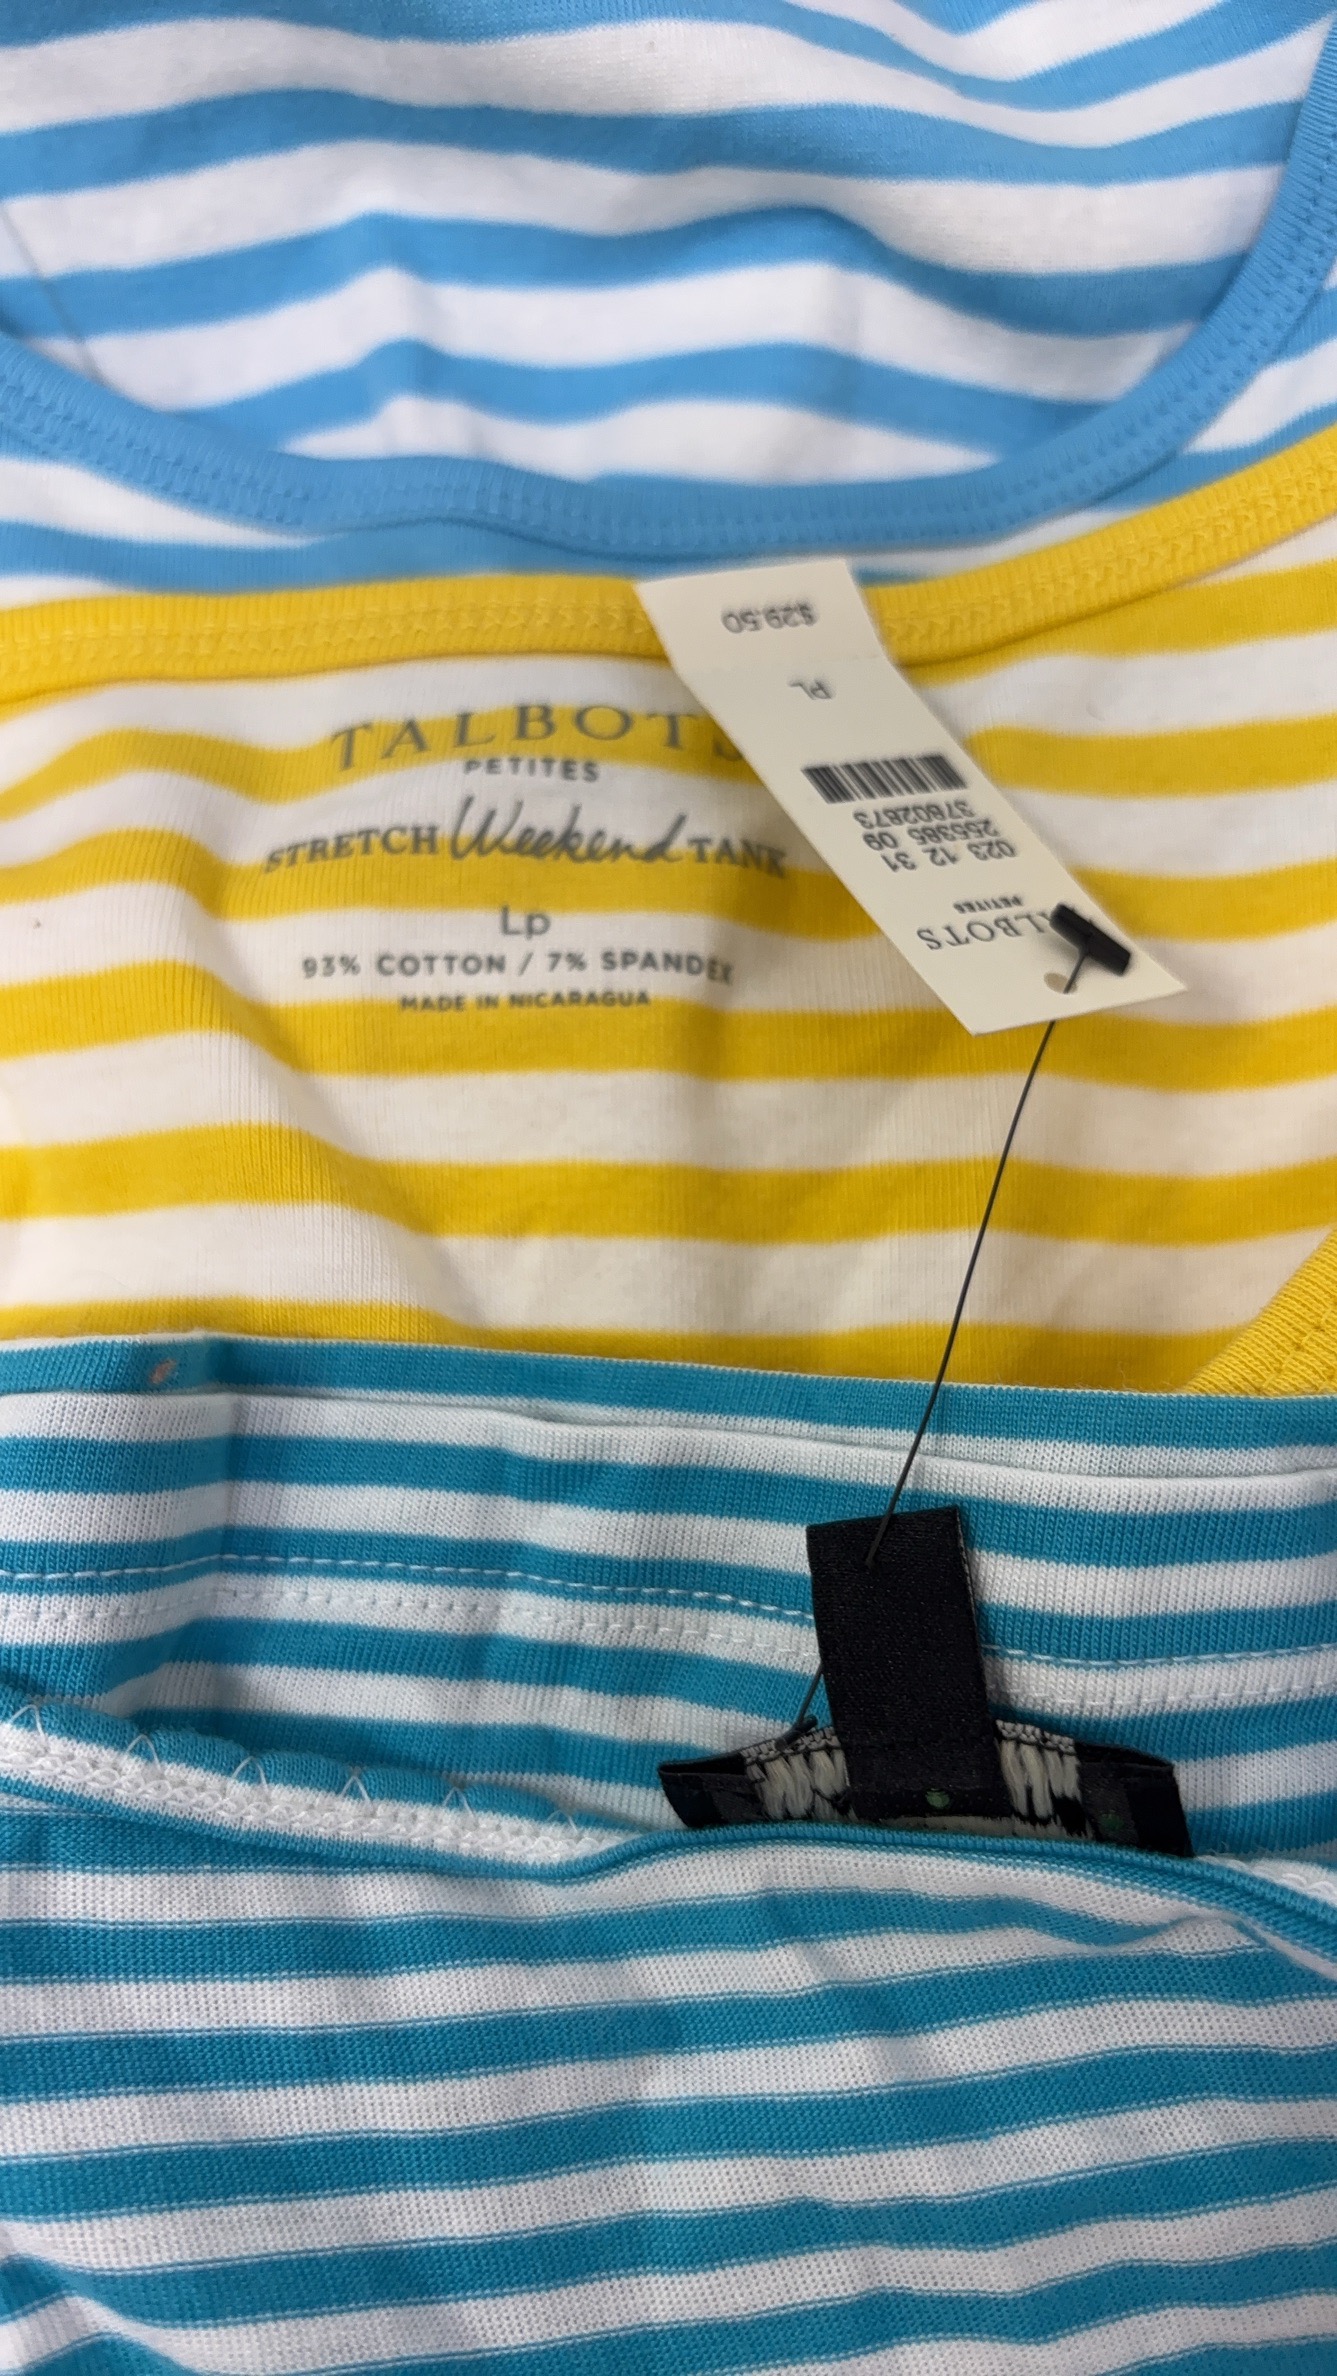 TALBOTS
PETITES
STRETCH Weekend TANK
Lp
93% COTTON / 7% SPANDEX
MADE IN NICARAGUA
TALBOTS
PETITES
023 12 31
255385 09
37602673
PL
$29.50